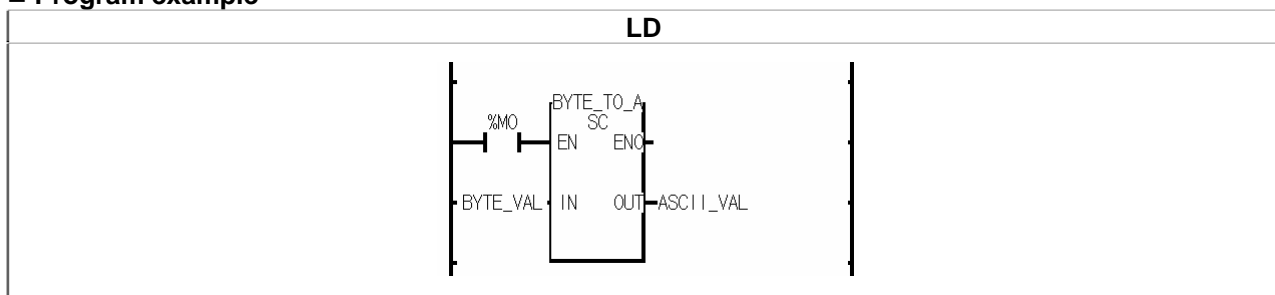 ■ Program example
LD
BYTE_TO_A
SC
%M0
EN ENO
BYTE_VAL IN OUT ASCII_VAL